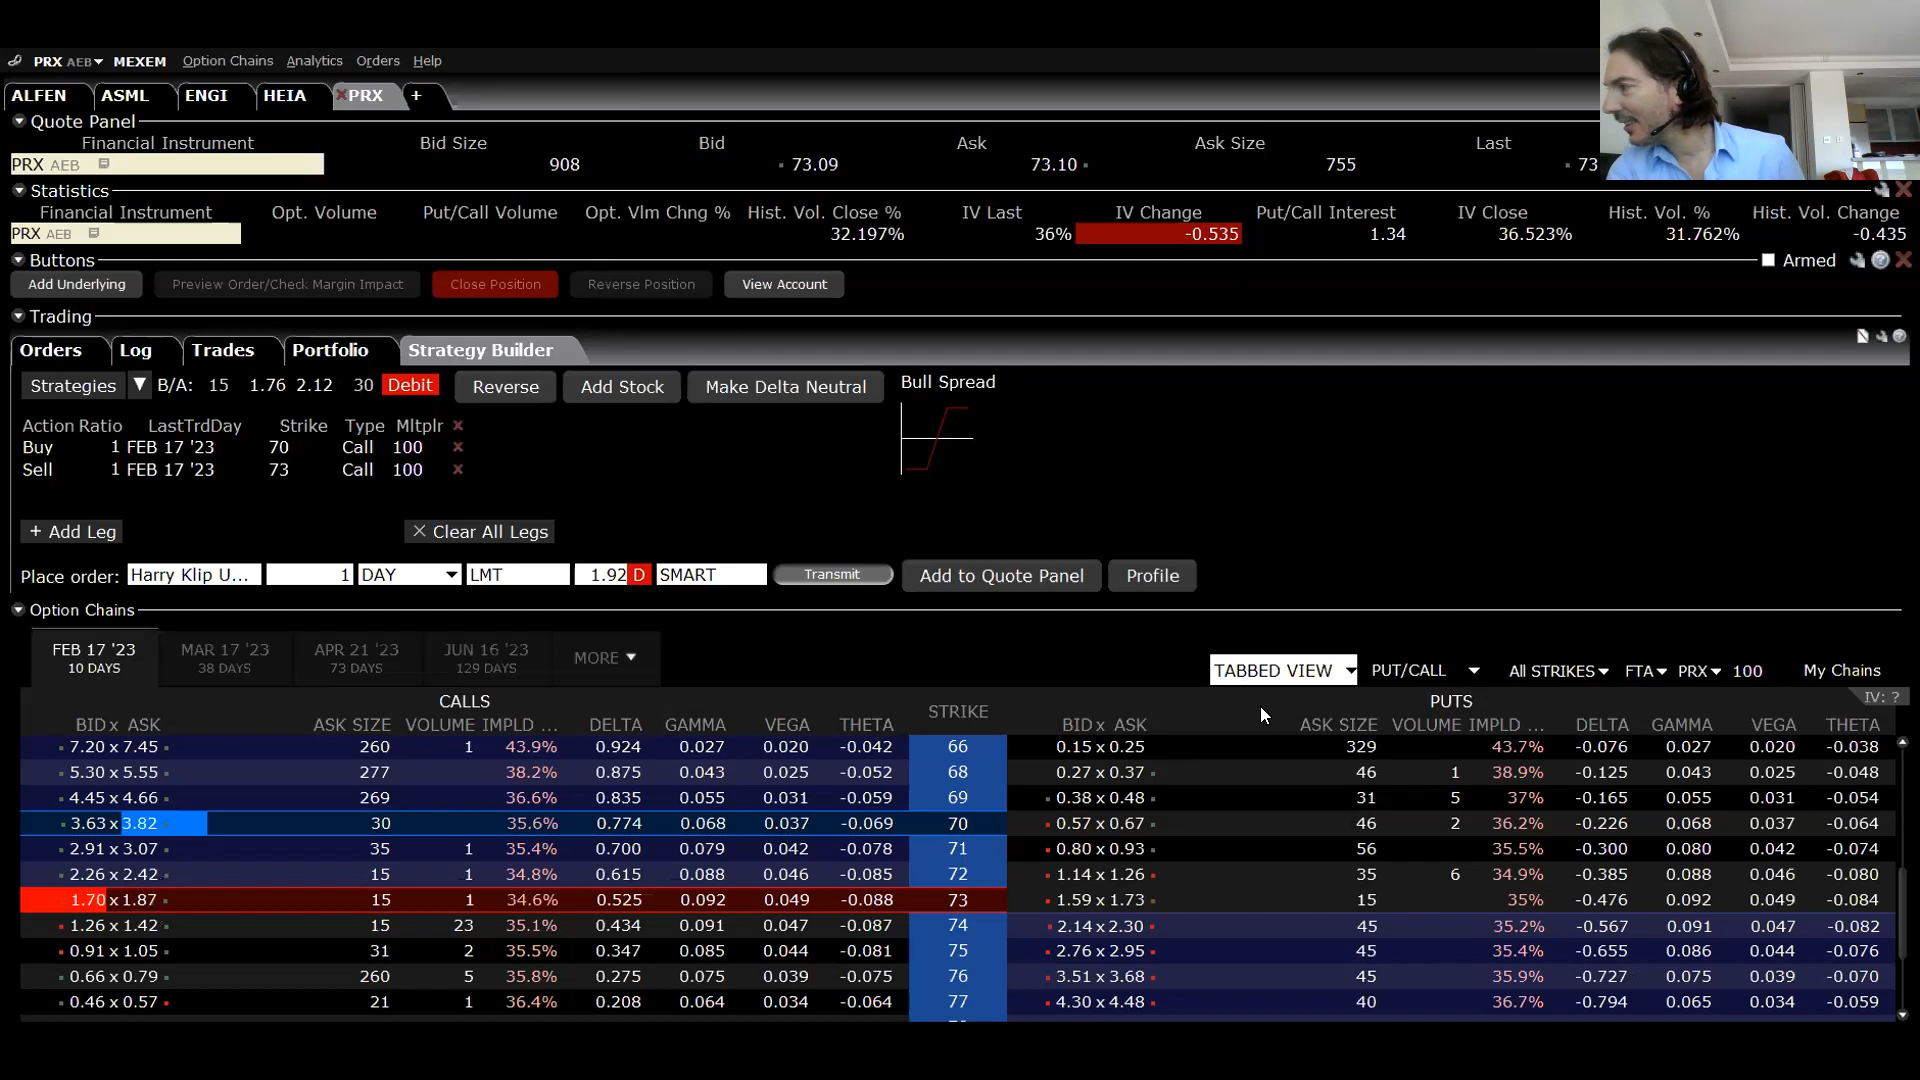 PRX AEB MEXEM Option Chains Analytics Orders Help
ALFEN ASML ENGI HEIA PRX +
Quote Panel
Financial Instrument Bid Size Bid Ask Ask Size Last
PRX AEB 908 73.09 73.10 755 73
Statistics
Financial Instrument Opt. Volume Put/Call Volume Opt. Vlm Chng % Hist. Vol. Close % IV Last IV Change Put/Call Interest IV Close Hist. Vol. % Hist. Vol. Change
PRX AEB 32.197% 36% -0.535 1.34 36.523% 31.762% -0.435
Buttons Armed
Add Underlying Preview Order/Check Margin Impact Close Position Reverse Position View Account
Trading
Orders Log Trades Portfolio Strategy Builder
Strategies B/A: 15 1.76 2.12 30 Debit Reverse Add Stock Make Delta Neutral Bull Spread
Action Ratio LastTrdDay Strike Type Mltplr
Buy 1 FEB 17 '23 70 Call 100
Sell 1 FEB 17 '23 73 Call 100
+ Add Leg X Clear All Legs
Place order: Harry Klip U... 1 DAY LMT 1.92 D SMART Transmit Add to Quote Panel Profile
Option Chains
FEB 17 '23 MAR 17 '23 APR 21 '23 JUN 16 '23 MORE
10 DAYS 38 DAYS 73 DAYS 129 DAYS
TABBED VIEW PUT/CALL All STRIKES FTA PRX 100 My Chains
CALLS STRIKE PUTS IV: ?
BID x ASK ASK SIZE VOLUME IMPLD ... DELTA GAMMA VEGA THETA BID x ASK ASK SIZE VOLUME IMPLD ... DELTA GAMMA VEGA THETA
7.20 x 7.45 260 1 43.9% 0.924 0.027 0.020 -0.042 66 0.15 x 0.25 329 43.7% -0.076 0.027 0.020 -0.038
5.30 x 5.55 277 38.2% 0.875 0.043 0.025 -0.052 68 0.27 x 0.37 46 1 38.9% -0.125 0.043 0.025 -0.048
4.45 x 4.66 269 36.6% 0.835 0.055 0.031 -0.059 69 0.38 x 0.48 31 5 37% -0.165 0.055 0.031 -0.054
3.63 x 3.82 30 35.6% 0.774 0.068 0.037 -0.069 70 0.57 x 0.67 46 2 36.2% -0.226 0.068 0.037 -0.064
2.91 x 3.07 35 1 35.4% 0.700 0.079 0.042 -0.078 71 0.80 x 0.93 56 35.5% -0.300 0.080 0.042 -0.074
2.26 x 2.42 15 1 34.8% 0.615 0.088 0.046 -0.085 72 1.14 x 1.26 35 6 34.9% -0.385 0.088 0.046 -0.080
1.70 x 1.87 15 1 34.6% 0.525 0.092 0.049 -0.088 73 1.59 x 1.73 15 35% -0.476 0.092 0.049 -0.084
1.26 x 1.42 15 23 35.1% 0.434 0.091 0.047 -0.087 74 2.14 x 2.30 45 35.2% -0.567 0.091 0.047 -0.082
0.91 x 1.05 31 2 35.5% 0.347 0.085 0.044 -0.081 75 2.76 x 2.95 45 35.4% -0.655 0.086 0.044 -0.076
0.66 x 0.79 260 5 35.8% 0.275 0.075 0.039 -0.075 76 3.51 x 3.68 45 35.9% -0.727 0.075 0.039 -0.070
0.46 x 0.57 21 1 36.4% 0.208 0.064 0.034 -0.064 77 4.30 x 4.48 40 36.7% -0.794 0.065 0.034 -0.059